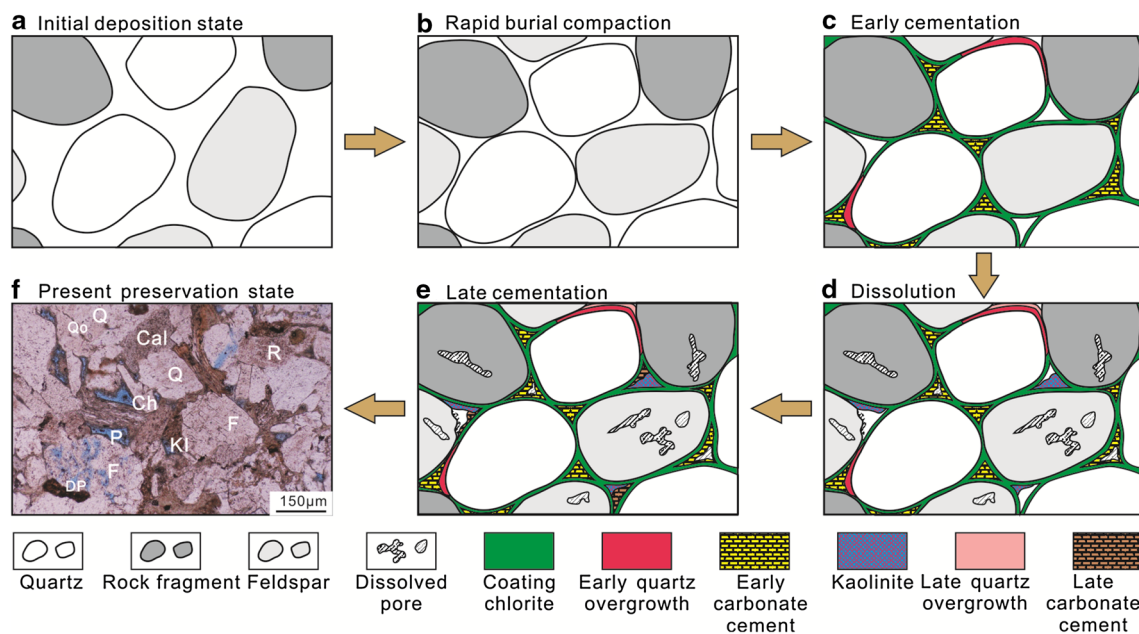 a Initial deposition state
b Rapid burial compaction
c Early cementation
f Present preservation state
e Late cementation
d Dissolution
Q
Qo
Cal
R
Q
Ch
F
P
Kl
F
DP
150µm
Quartz
Rock fragment
Feldspar
Dissolved
pore
Coating
chlorite
Early quartz
overgrowth
Early
carbonate
cement
Kaolinite
Late quartz
overgrowth
Late
carbonate
cement